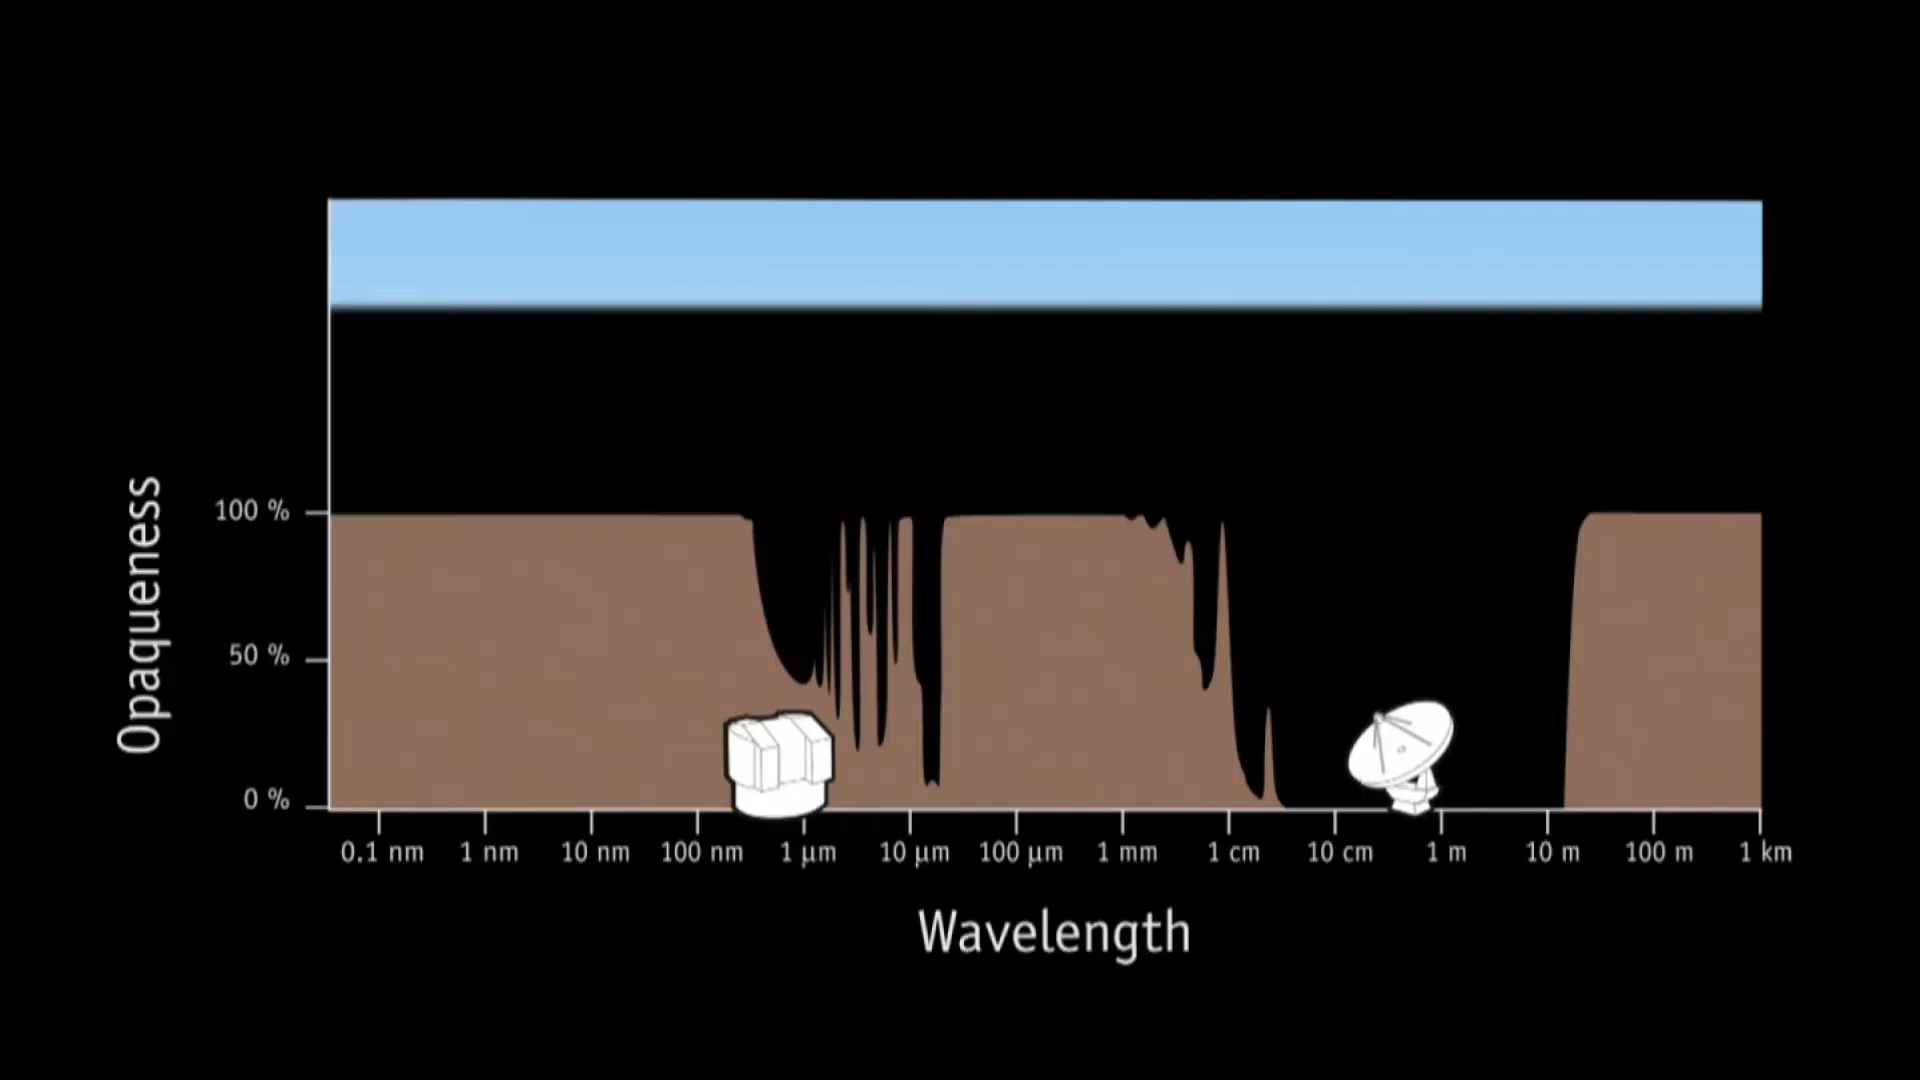 Opaqueness
100 %
50 %
0 %
0.1 nm 1 nm 10 nm 100 nm 1 µm 10 µm 100 µm 1 mm 1 cm 10 cm 1 m 10 m 100 m 1 km
Wavelength